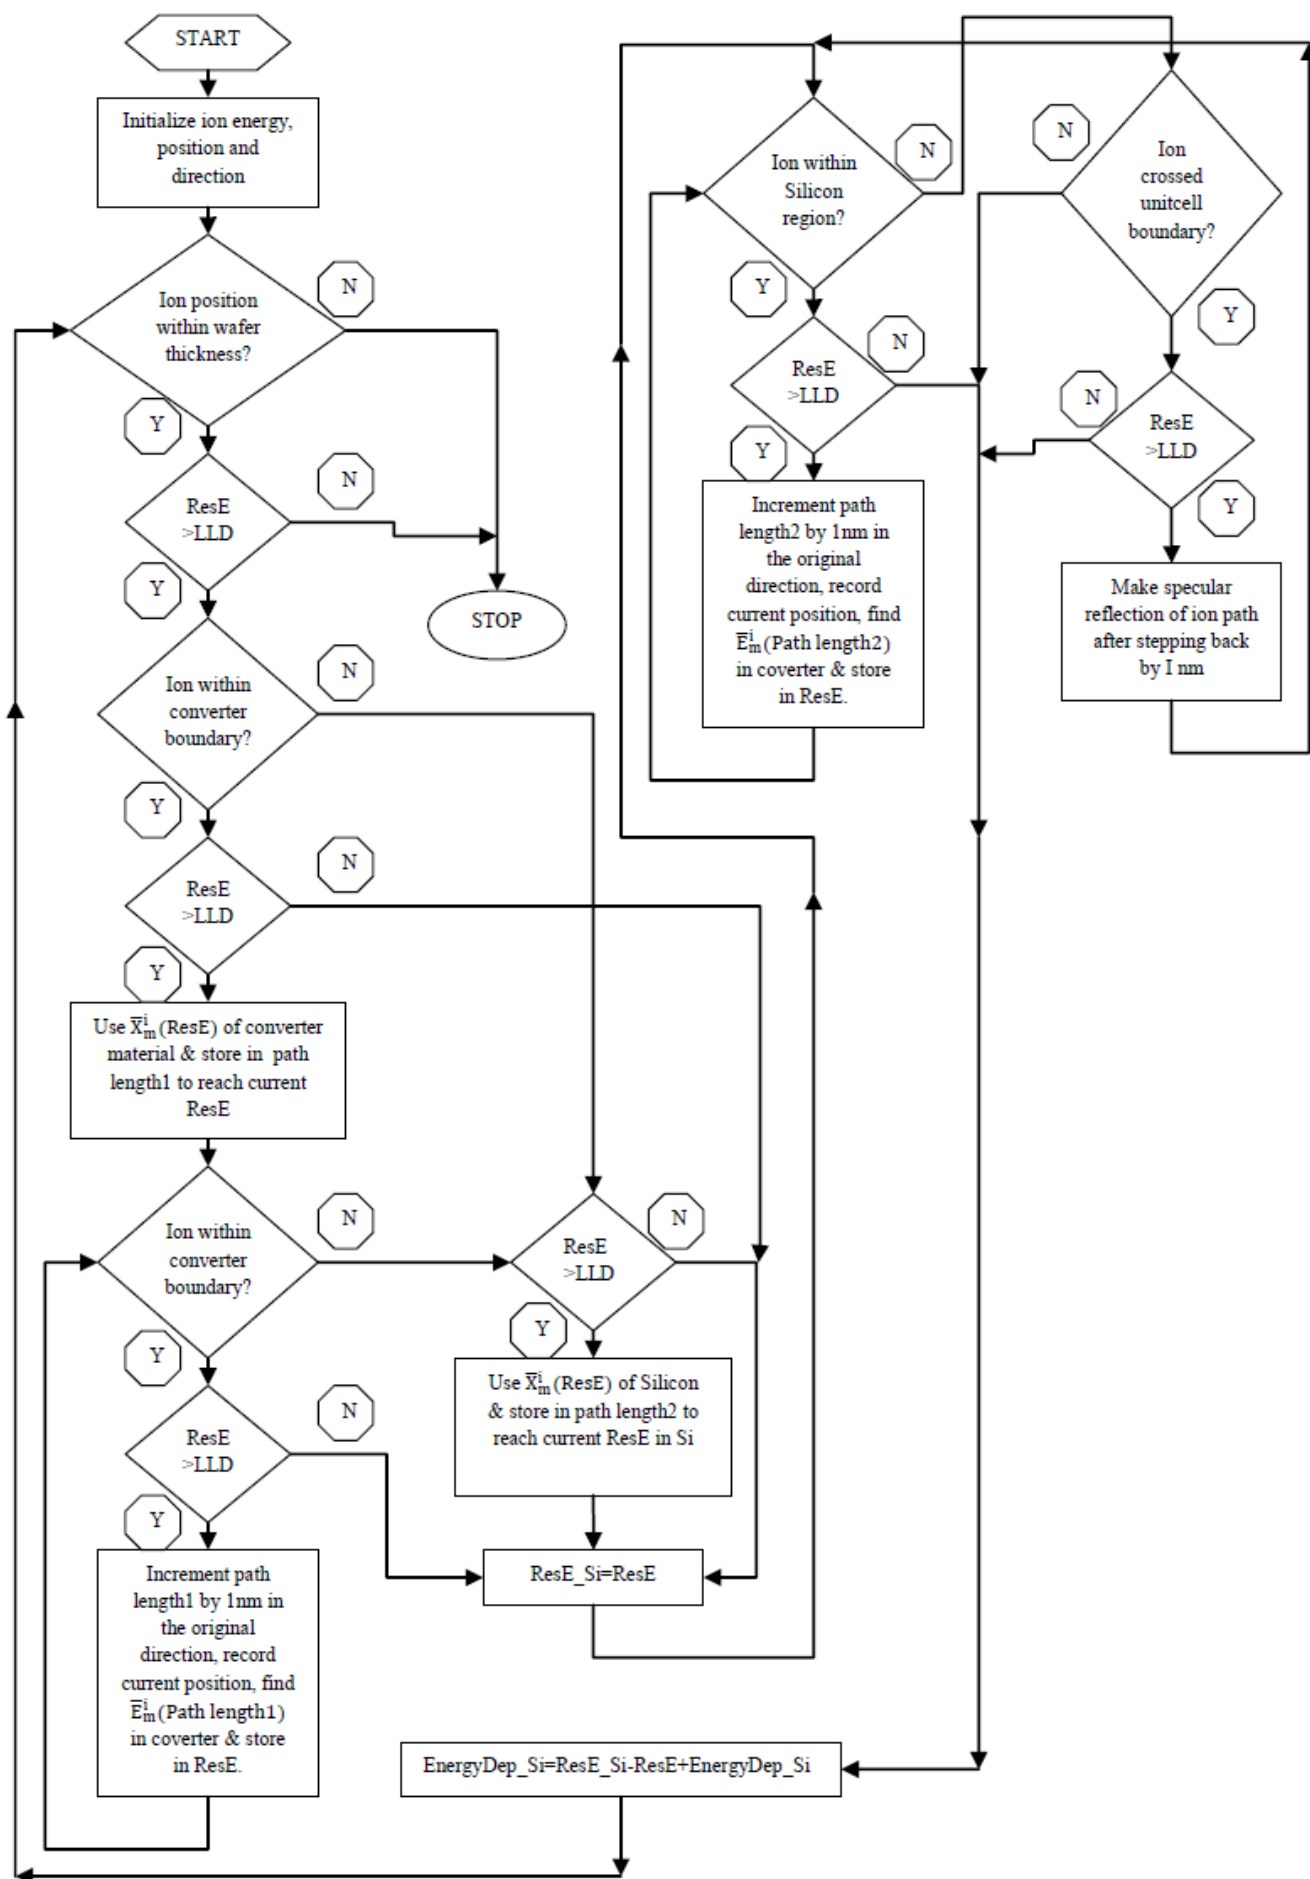 START
Initialize ion energy,
position and
direction
Ion position
within wafer
thickness?
N
Y
ResE
>LLD
N
Y
STOP
Ion within
converter
boundary?
N
Y
ResE
>LLD
N
Y
Use X̅ᵢₘ(ResE) of converter
material & store in path
length1 to reach current
ResE
Ion within
converter
boundary?
N
Y
ResE
>LLD
N
Y
Increment path
length1 by 1nm in
the original
direction, record
current position, find
E̅ᵢₘ(Path length1)
in coverter & store
in ResE.
ResE
>LLD
N
Y
Use X̅ᵢₘ(ResE) of Silicon
& store in path length2 to
reach current ResE in Si
ResE_Si=ResE
EnergyDep_Si=ResE_Si-ResE+EnergyDep_Si
Ion within
Silicon
region?
N
Y
ResE
>LLD
N
Y
Increment path
length2 by 1nm in
the original
direction, record
current position, find
E̅ᵢₘ(Path length2)
in coverter & store
in ResE.
Ion
crossed
unitcell
boundary?
N
Y
ResE
>LLD
N
Y
Make specular
reflection of ion path
after stepping back
by I nm